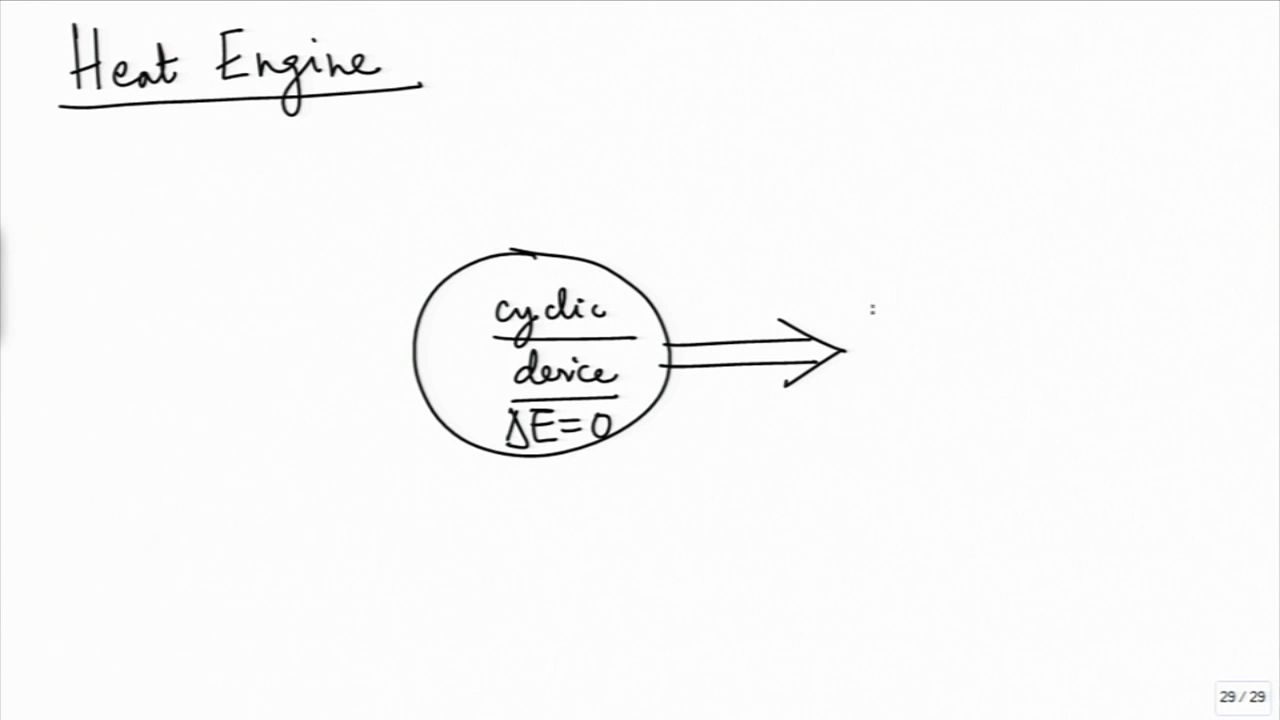 Heat Engine
cyclic
device
ΔE=0
29 / 29